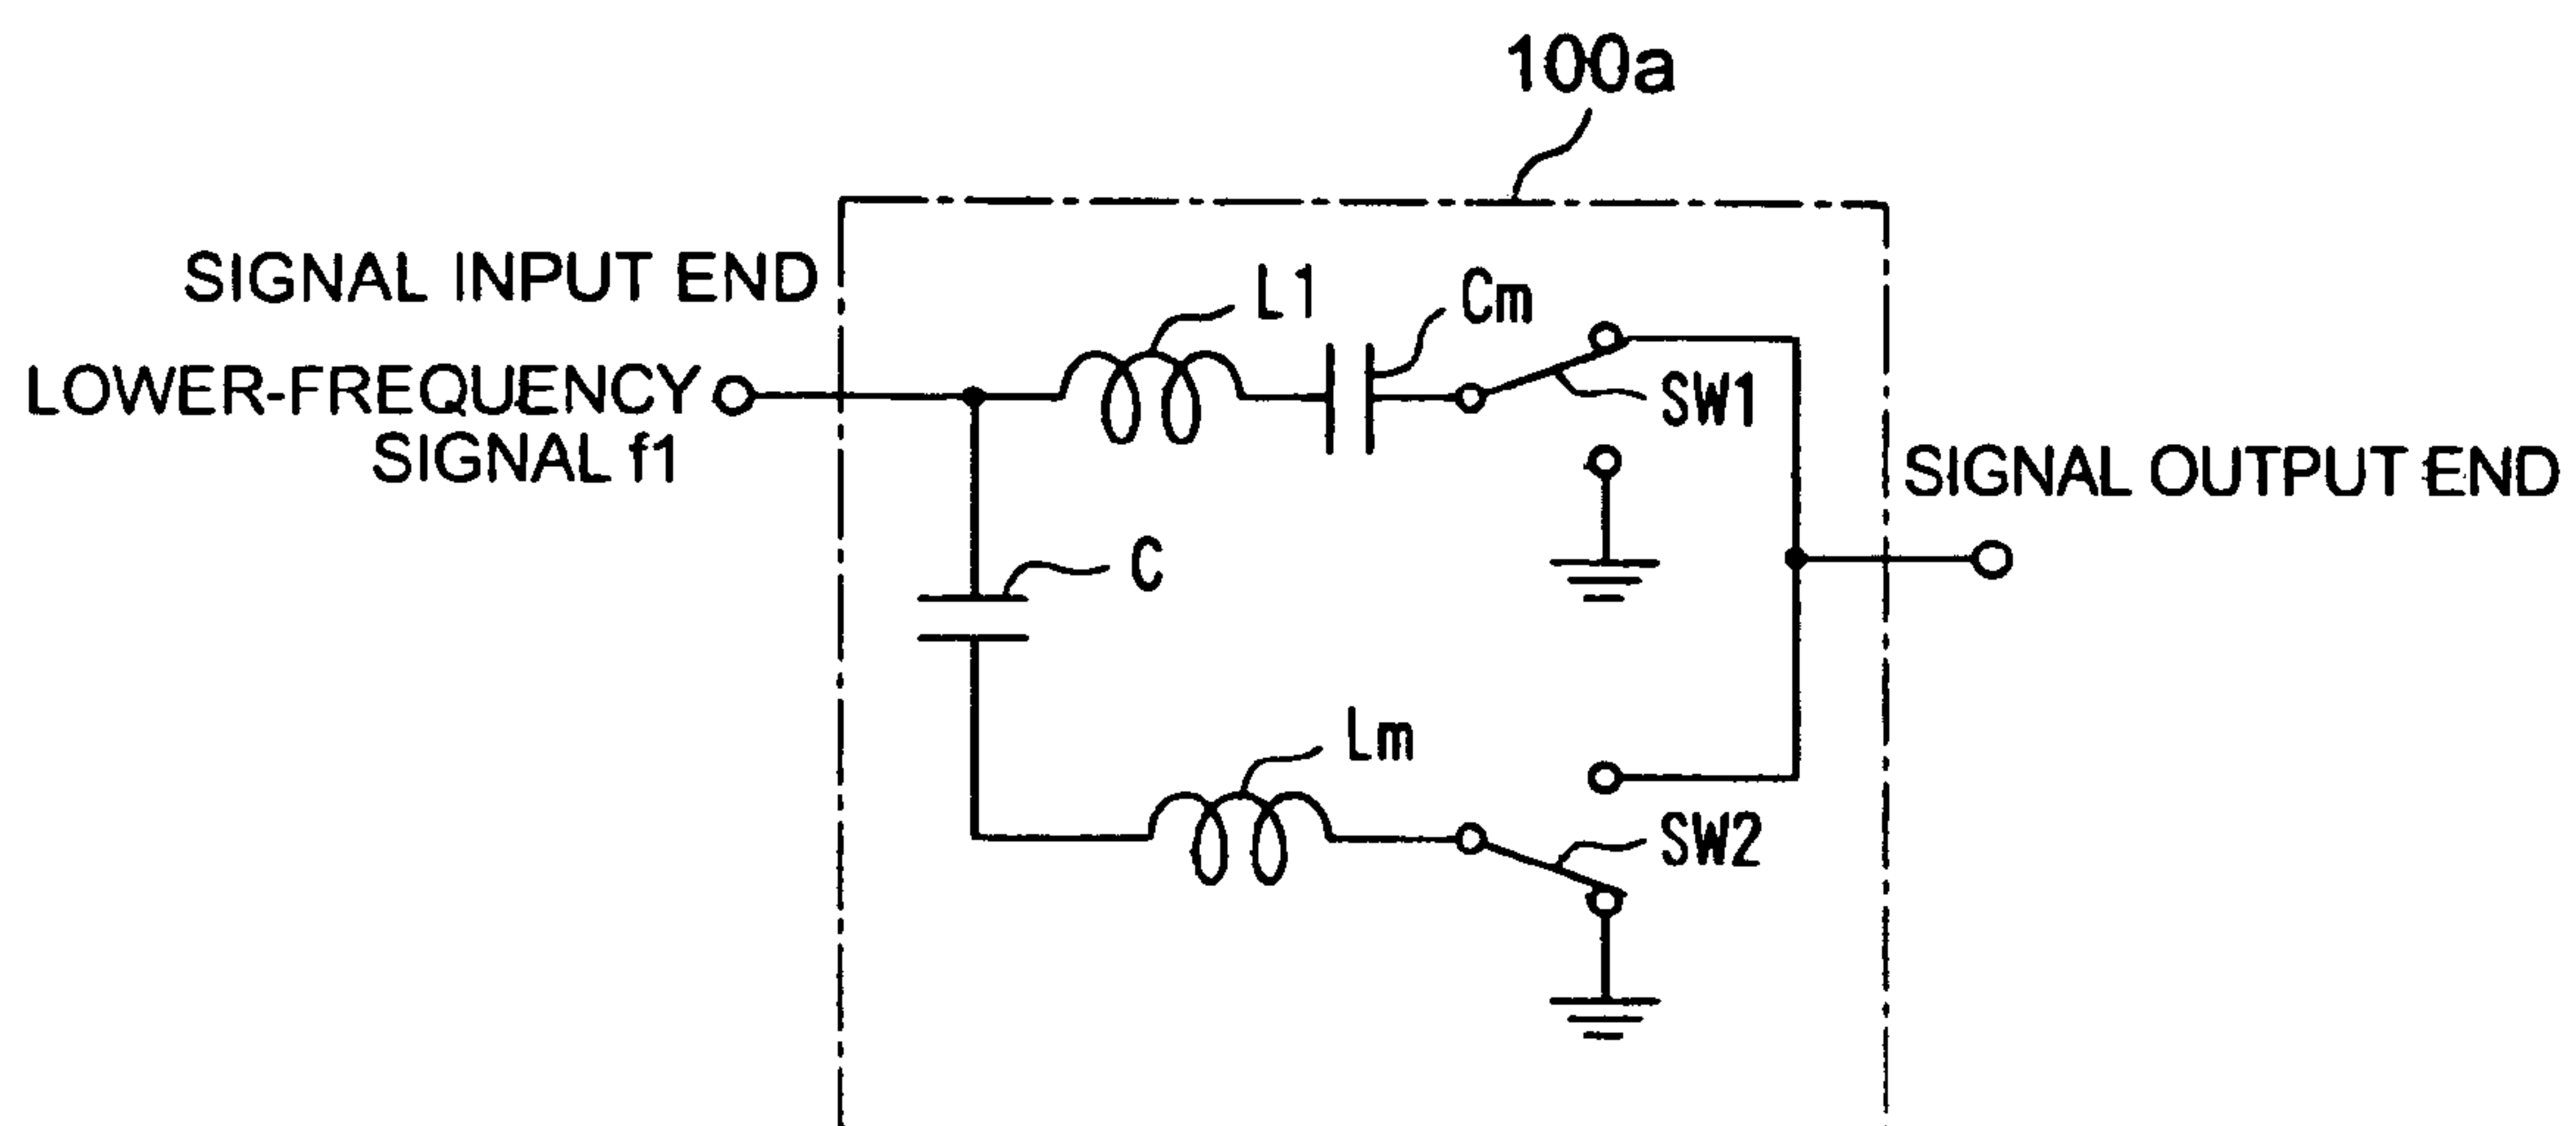 100a
SIGNAL INPUT END
LOWER-FREQUENCY
SIGNAL f1
L1
Cm
SW1
SIGNAL OUTPUT END
C
Lm
SW2